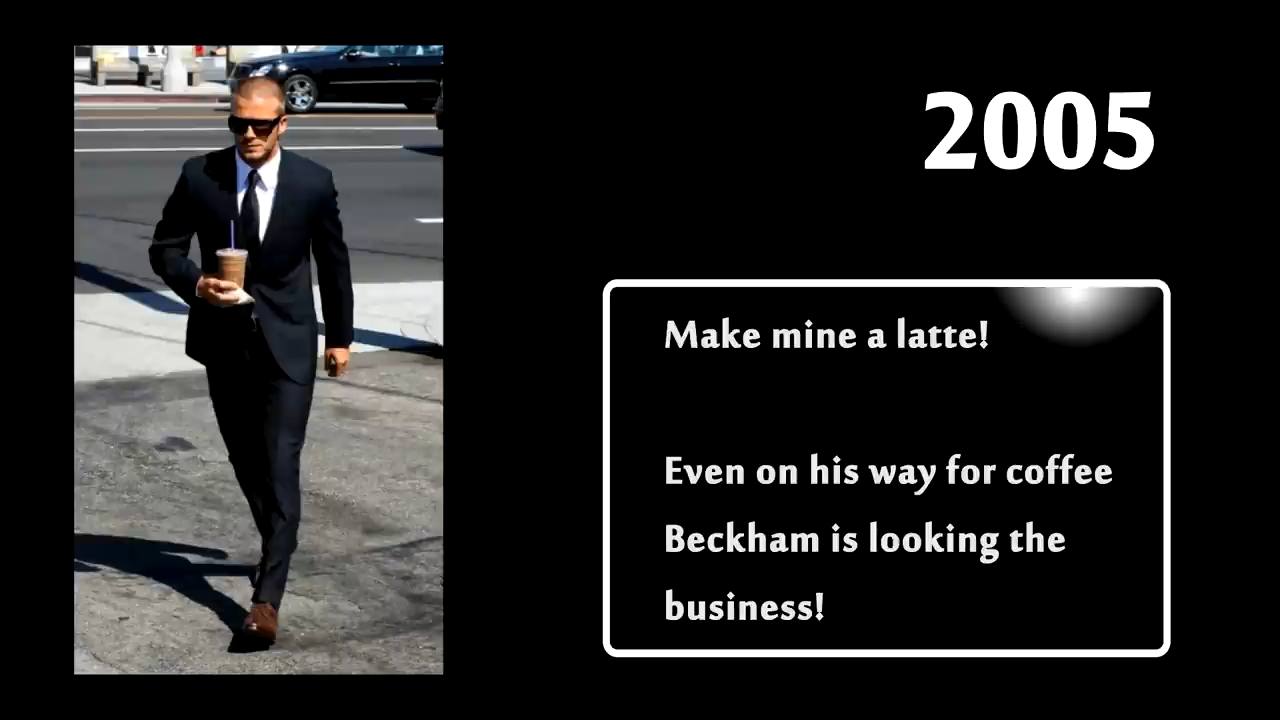 2005
Make mine a latte!
Even on his way for coffee
Beckham is looking the
business!